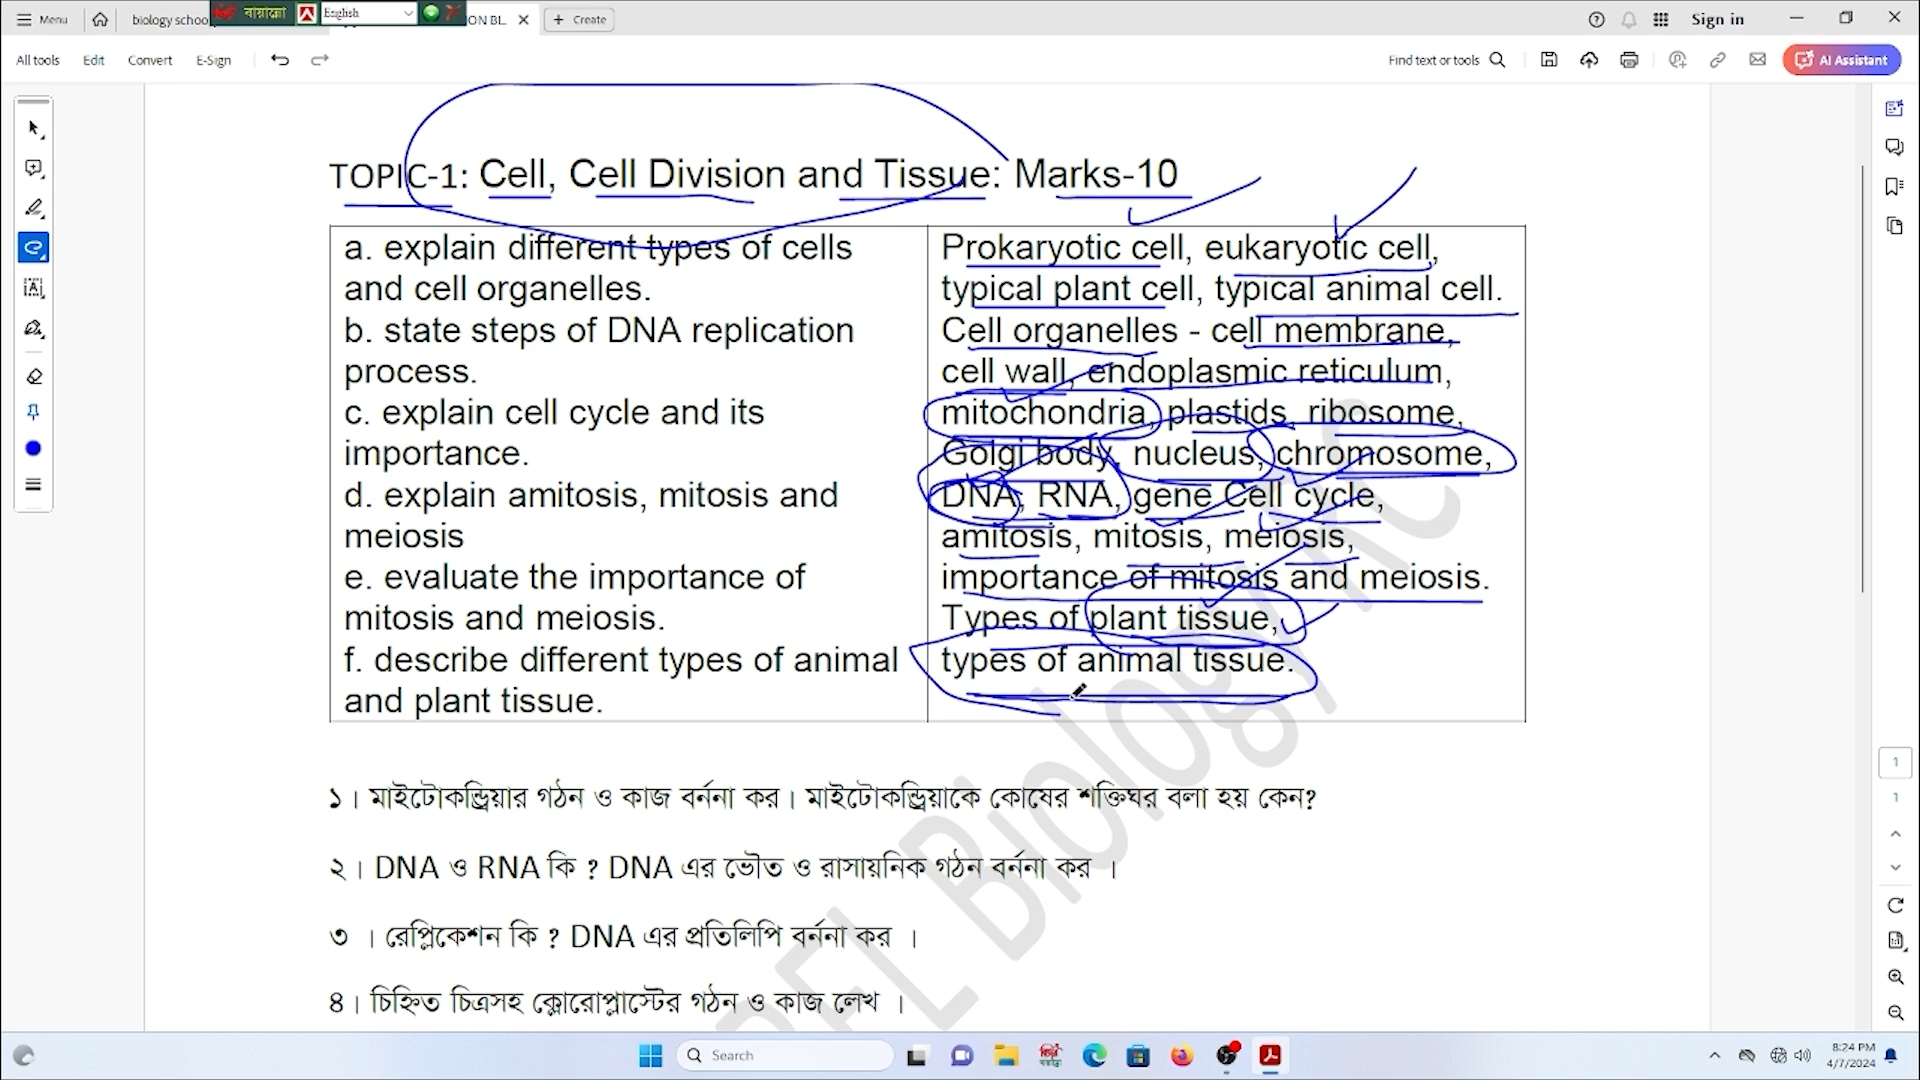 Menu
biology schoo
বায়ান্নো
English
ON BL
Create
Sign in
All tools
Edit
Convert
E-Sign
Find text or tools
AI Assistant
TOPIC-1: Cell, Cell Division and Tissue: Marks-10
a. explain different types of cells
and cell organelles.
b. state steps of DNA replication
process.
c. explain cell cycle and its
importance.
d. explain amitosis, mitosis and
meiosis
e. evaluate the importance of
mitosis and meiosis.
f. describe different types of animal
and plant tissue.
Prokaryotic cell, eukaryotic cell,
typical plant cell, typical animal cell.
Cell organelles - cell membrane,
cell wall, endoplasmic reticulum,
mitochondria, plastids, ribosome,
Golgi body, nucleus, chromosome,
DNA, RNA, gene Cell cycle,
amitosis, mitosis, meiosis,
importance of mitosis and meiosis.
Types of plant tissue,
types of animal tissue.
১। মাইটোকন্ড্রিয়ার গঠন ও কাজ বর্ননা কর। মাইটোকন্ড্রিয়াকে কোষের শক্তিঘর বলা হয় কেন?
২। DNA ও RNA কি ? DNA এর ভৌত ও রাসায়নিক গঠন বর্ননা কর ।
৩ । রেপ্লিকেশন কি ? DNA এর প্রতিলিপি বর্ননা কর ।
৪। চিহ্নিত চিত্রসহ ক্লোরোপ্লাস্টের গঠন ও কাজ লেখ ।
Biology
1
1
Search
8:24 PM
4/7/2024